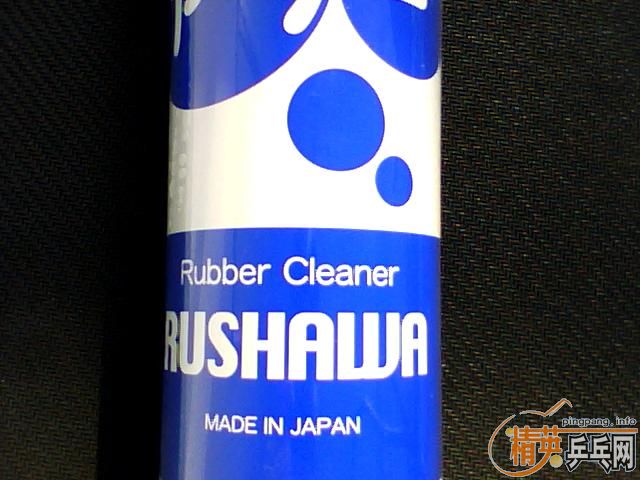 Rubber Cleaner
RUSHAWA
MADE IN JAPAN
pingpang.info
精英乒乓网